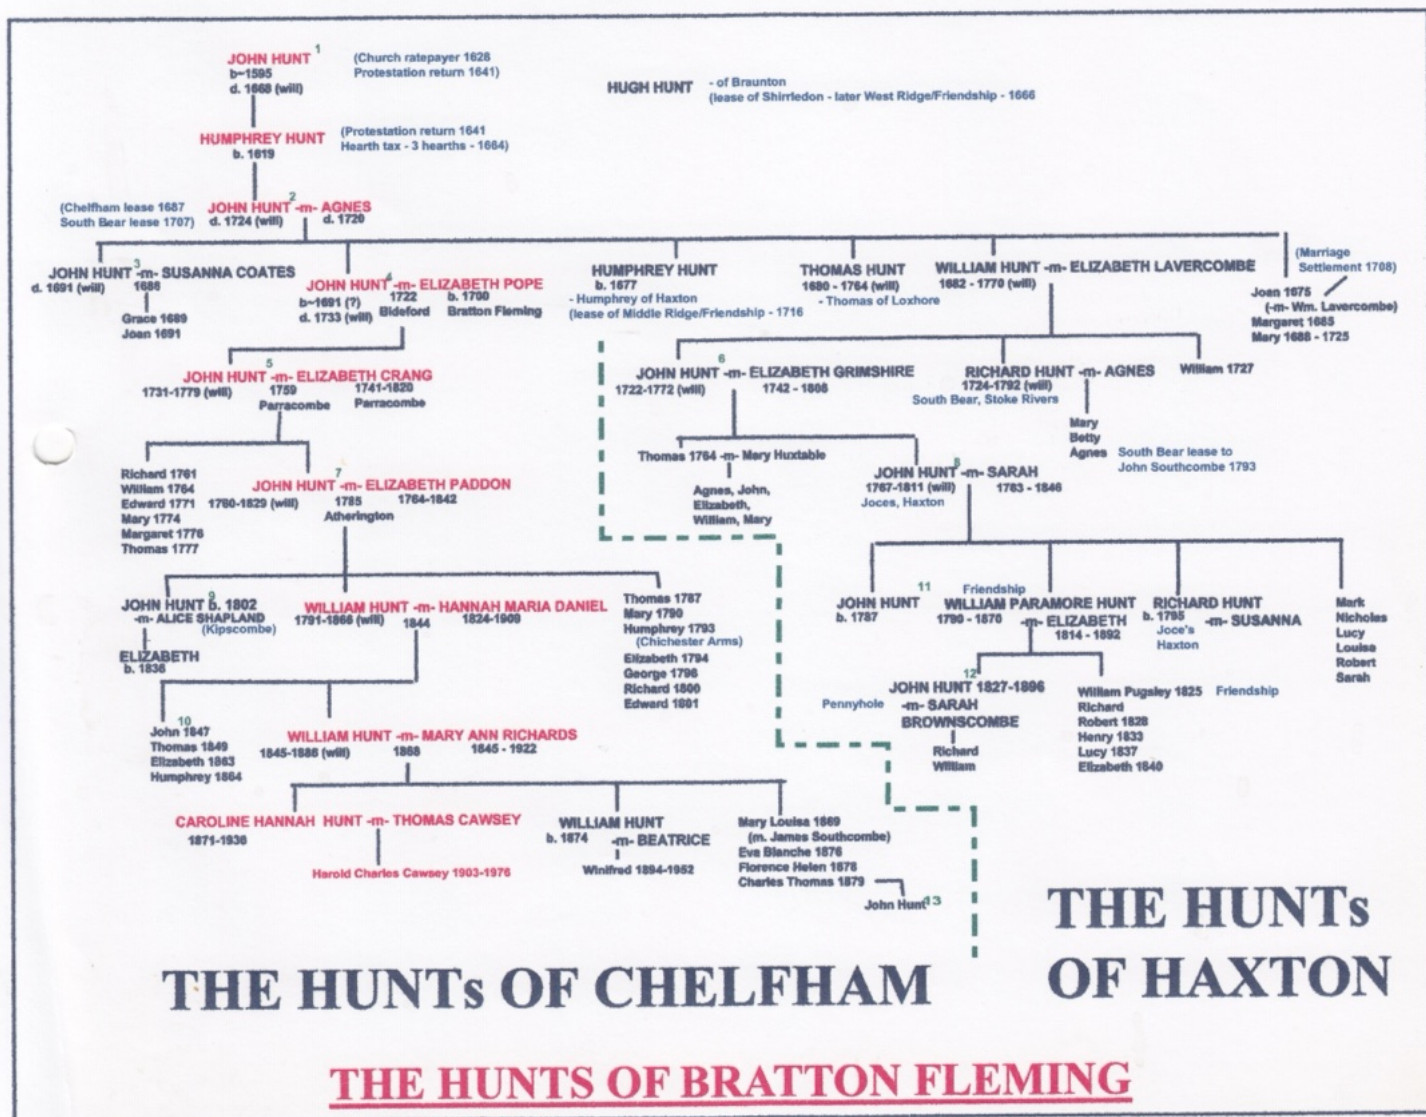 JOHN HUNT 1
b~1595
d. 1668 (will)
(Church ratepayer 1628
Protestation return 1641)
HUGH HUNT
- of Braunton
(lease of Shirrledon - later West Ridge/Friendship - 1666
HUMPHREY HUNT
b. 1619
(Protestation return 1641
Hearth tax - 3 hearths - 1664)
(Chelfham lease 1687
South Bear lease 1707)
2
JOHN HUNT -m- AGNES
d. 1724 (will) d. 1720
JOHN HUNT 3 -m- SUSANNA COATES
d. 1691 (will) 1688
Grace 1689
Joan 1691
4
JOHN HUNT -m- ELIZABETH POPE
b~1691 (?) 1722 b. 1700
d. 1733 (will) Bideford Bratton Fleming
HUMPHREY HUNT
b. 1677
- Humphrey of Haxton
(lease of Middle Ridge/Friendship - 1716
THOMAS HUNT
1680 - 1764 (will)
- Thomas of Loxhore
WILLIAM HUNT -m- ELIZABETH LAVERCOMBE
1682 - 1770 (will)
(Marriage
Settlement 1708)
Joan 1675
(-m- Wm. Lavercombe)
Margaret 1685
Mary 1688 - 1725
5
JOHN HUNT -m- ELIZABETH CRANG
1731-1779 (will) 1759 1741-1820
Parracombe Parracombe
6
JOHN HUNT -m- ELIZABETH GRIMSHIRE
1722-1772 (will) 1742 - 1808
RICHARD HUNT -m- AGNES
1724-1792 (will)
South Bear, Stoke Rivers
William 1727
Mary
Betty
Agnes
South Bear lease to
John Southcombe 1793
Richard 1761
William 1764
Edward 1771
Mary 1774
Margaret 1776
Thomas 1777
7
JOHN HUNT -m- ELIZABETH PADDON
1760-1829 (will) 1785 1764-1842
Atherington
Thomas 1764 -m- Mary Huxtable
Agnes, John,
Elizabeth,
William, Mary
8
JOHN HUNT -m- SARAH
1767-1811 (will) 1763 - 1846
Joces, Haxton
9
JOHN HUNT b. 1802
-m- ALICE SHAPLAND
(Kipscombe)
ELIZABETH
b. 1836
WILLIAM HUNT -m- HANNAH MARIA DANIEL
1791-1866 (will) 1844 1824-1909
Thomas 1787
Mary 1790
Humphrey 1793
(Chichester Arms)
Elizabeth 1794
George 1796
Richard 1800
Edward 1801
JOHN HUNT 11
b. 1787
Friendship
WILLIAM PARAMORE HUNT
1790 - 1870 -m- ELIZABETH
1814 - 1892
RICHARD HUNT
b. 1795 -m- SUSANNA
Joce's
Haxton
Mark
Nicholas
Lucy
Louisa
Robert
Sarah
10
John 1847
Thomas 1849
Elizabeth 1863
Humphrey 1864
WILLIAM HUNT -m- MARY ANN RICHARDS
1845-1886 (will) 1868 1845 - 1922
12
JOHN HUNT 1827-1896
Pennyhole -m- SARAH
BROWNSCOMBE
Richard
William
William Pugsley 1825 Friendship
Richard
Robert 1828
Henry 1833
Lucy 1837
Elizabeth 1840
CAROLINE HANNAH HUNT -m- THOMAS CAWSEY
1871-1936
Harold Charles Cawsey 1903-1976
WILLIAM HUNT
b. 1874 -m- BEATRICE
Winifred 1894-1952
Mary Louisa 1869
(m. James Southcombe)
Eva Blanche 1876
Florence Helen 1878
Charles Thomas 1879
John Hunt 13
THE HUNTs OF CHELFHAM
THE HUNTs
OF HAXTON
THE HUNTS OF BRATTON FLEMING